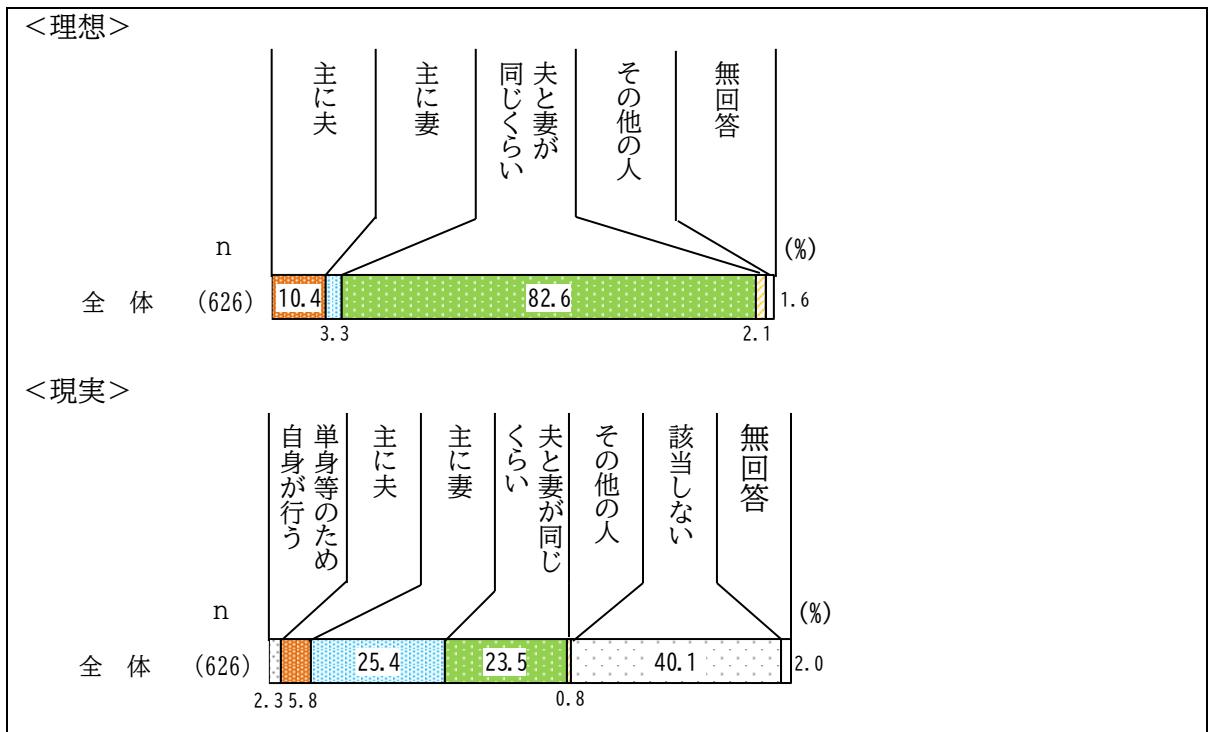 ＜理想＞
主に夫
主に妻
夫と妻が
同じくらい
その他の人
無回答
n
(%)
全 体 (626) 10.4 82.6 1.6
3.3 2.1
＜現実＞
単身等のため
自身が行う
主に夫
主に妻
夫と妻が同じ
くらい
その他の人
該当しない
無回答
n
(%)
全 体 (626) 25.4 23.5 40.1 2.0
2.3 5.8 0.8